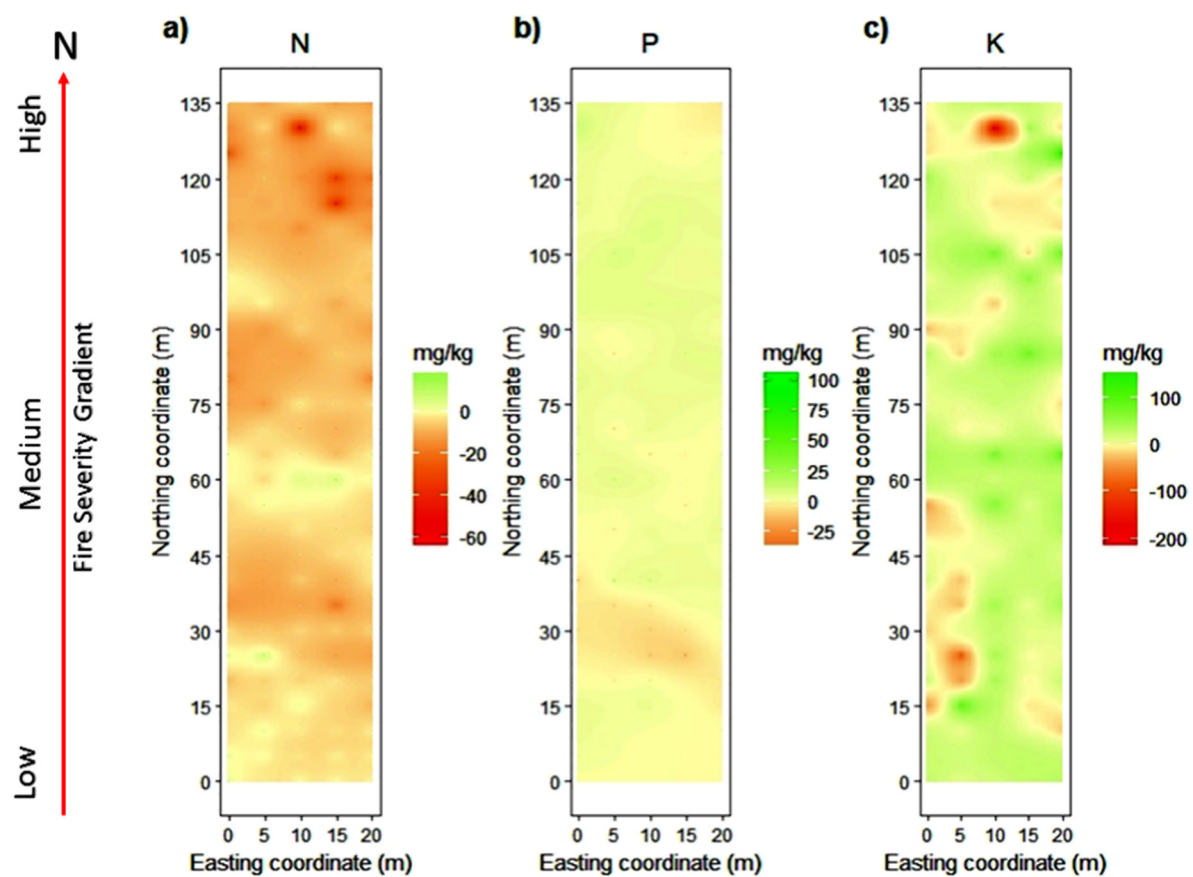 N
High
Medium
Low
Fire Severity Gradient
a)
N
135
120
105
90
75
60
45
30
15
0
Northing coordinate (m)
0 5 10 15 20
Easting coordinate (m)
mg/kg
0
-20
-40
-60
b)
P
135
120
105
90
75
60
45
30
15
0
Northing coordinate (m)
0 5 10 15 20
Easting coordinate (m)
mg/kg
100
75
50
25
0
-25
c)
K
135
120
105
90
75
60
45
30
15
0
Northing coordinate (m)
0 5 10 15 20
Easting coordinate (m)
mg/kg
100
0
-100
-200